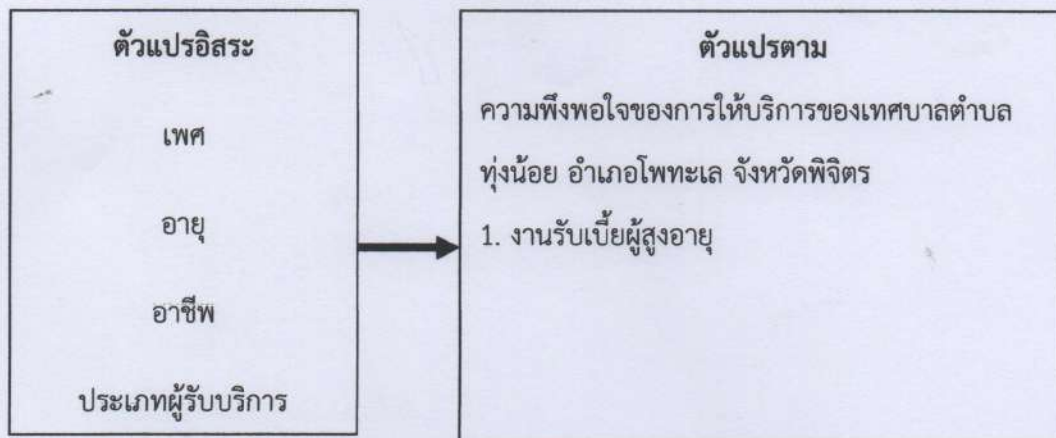 ตัวแปรอิสระ
เพศ
อายุ
อาชีพ
ประเภทผู้รับบริการ
ตัวแปรตาม
ความพึงพอใจของการให้บริการของเทศบาลตำบล
ทุ่งน้อย อำเภอโพทะเล จังหวัดพิจิตร
1. งานรับเบี้ยผู้สูงอายุ